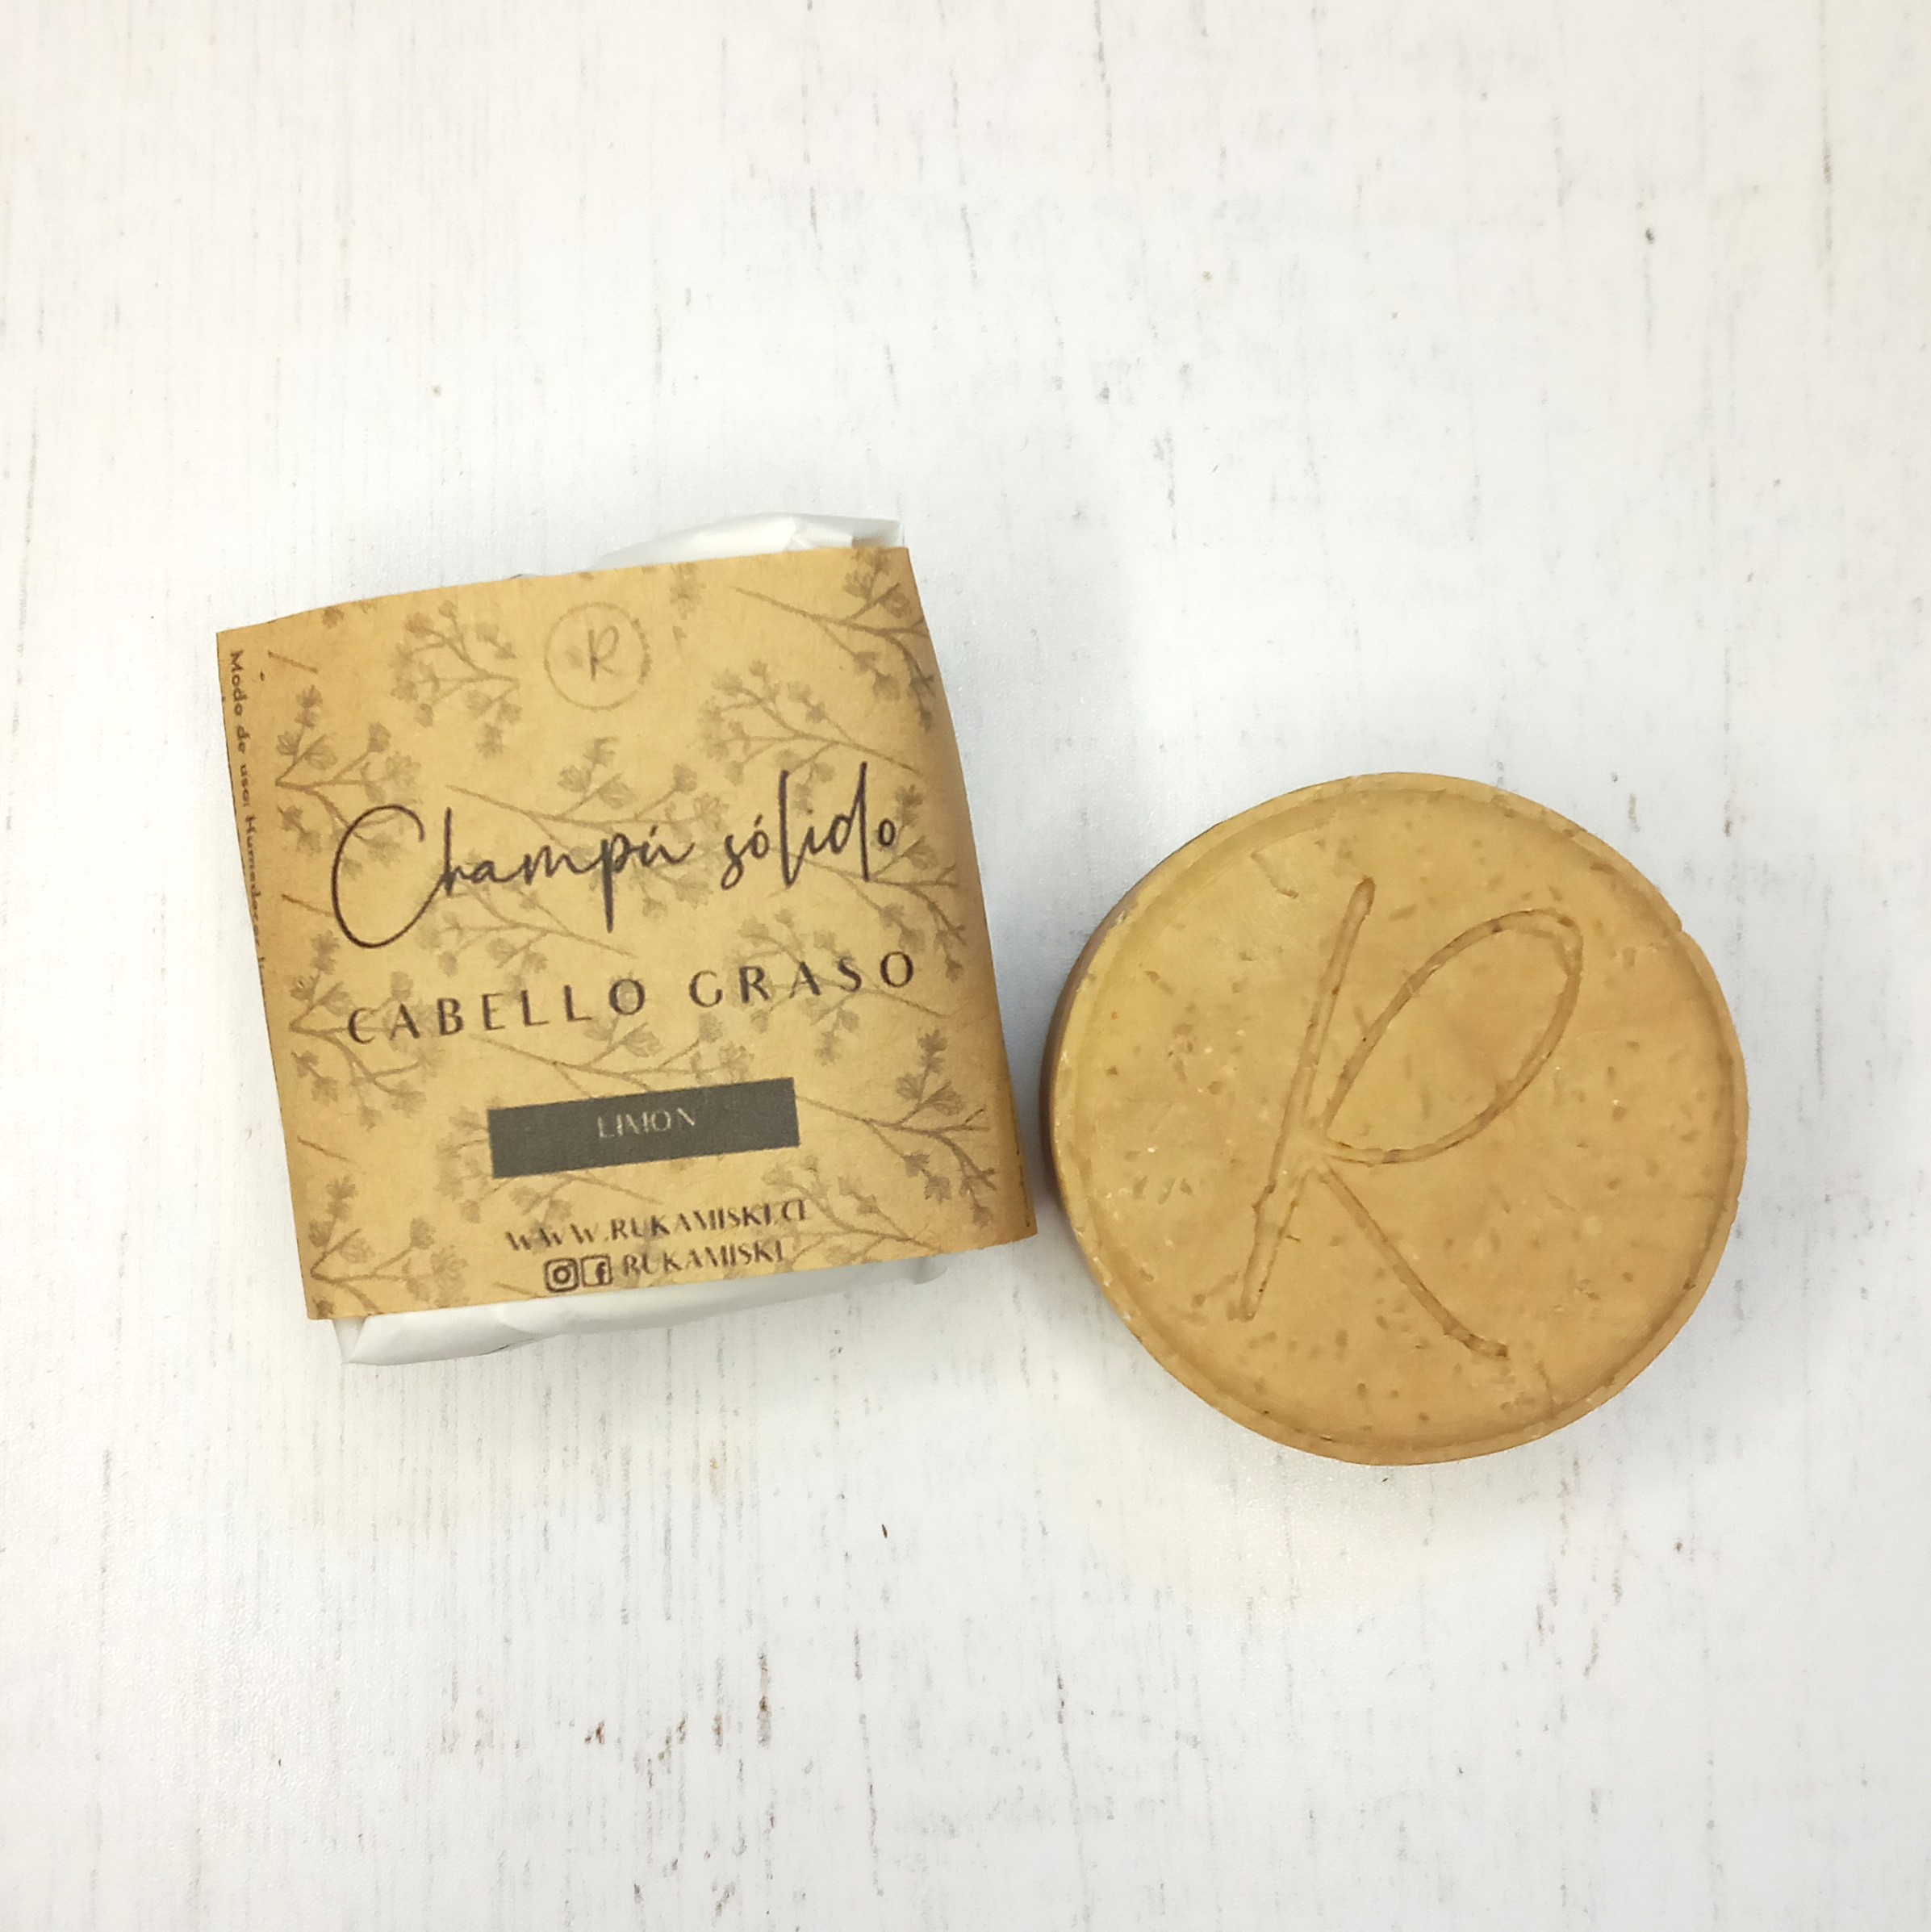 R
Champú sólido
CABELLO GRASO
LIMON
WWW.RUKAMISKI.CL
RUKAMISKI
Modo de uso: Humedecer
R